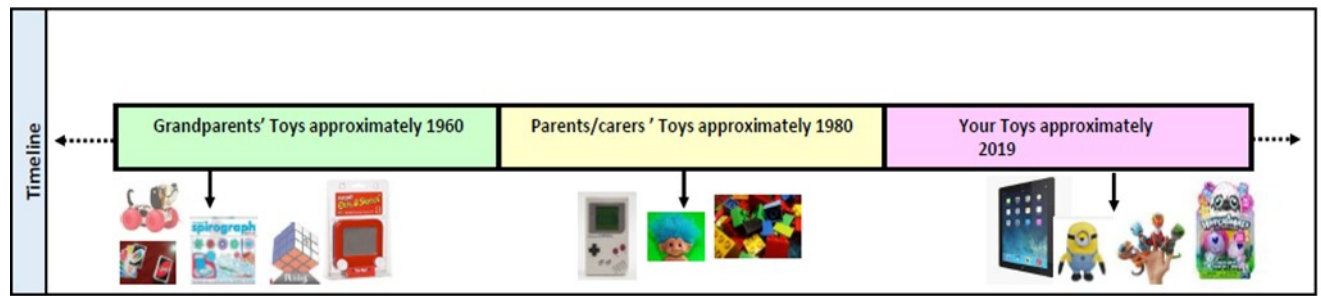 Timeline
Grandparents’ Toys approximately 1960
Parents/carers ’ Toys approximately 1980
Your Toys approximately
2019
spirograph